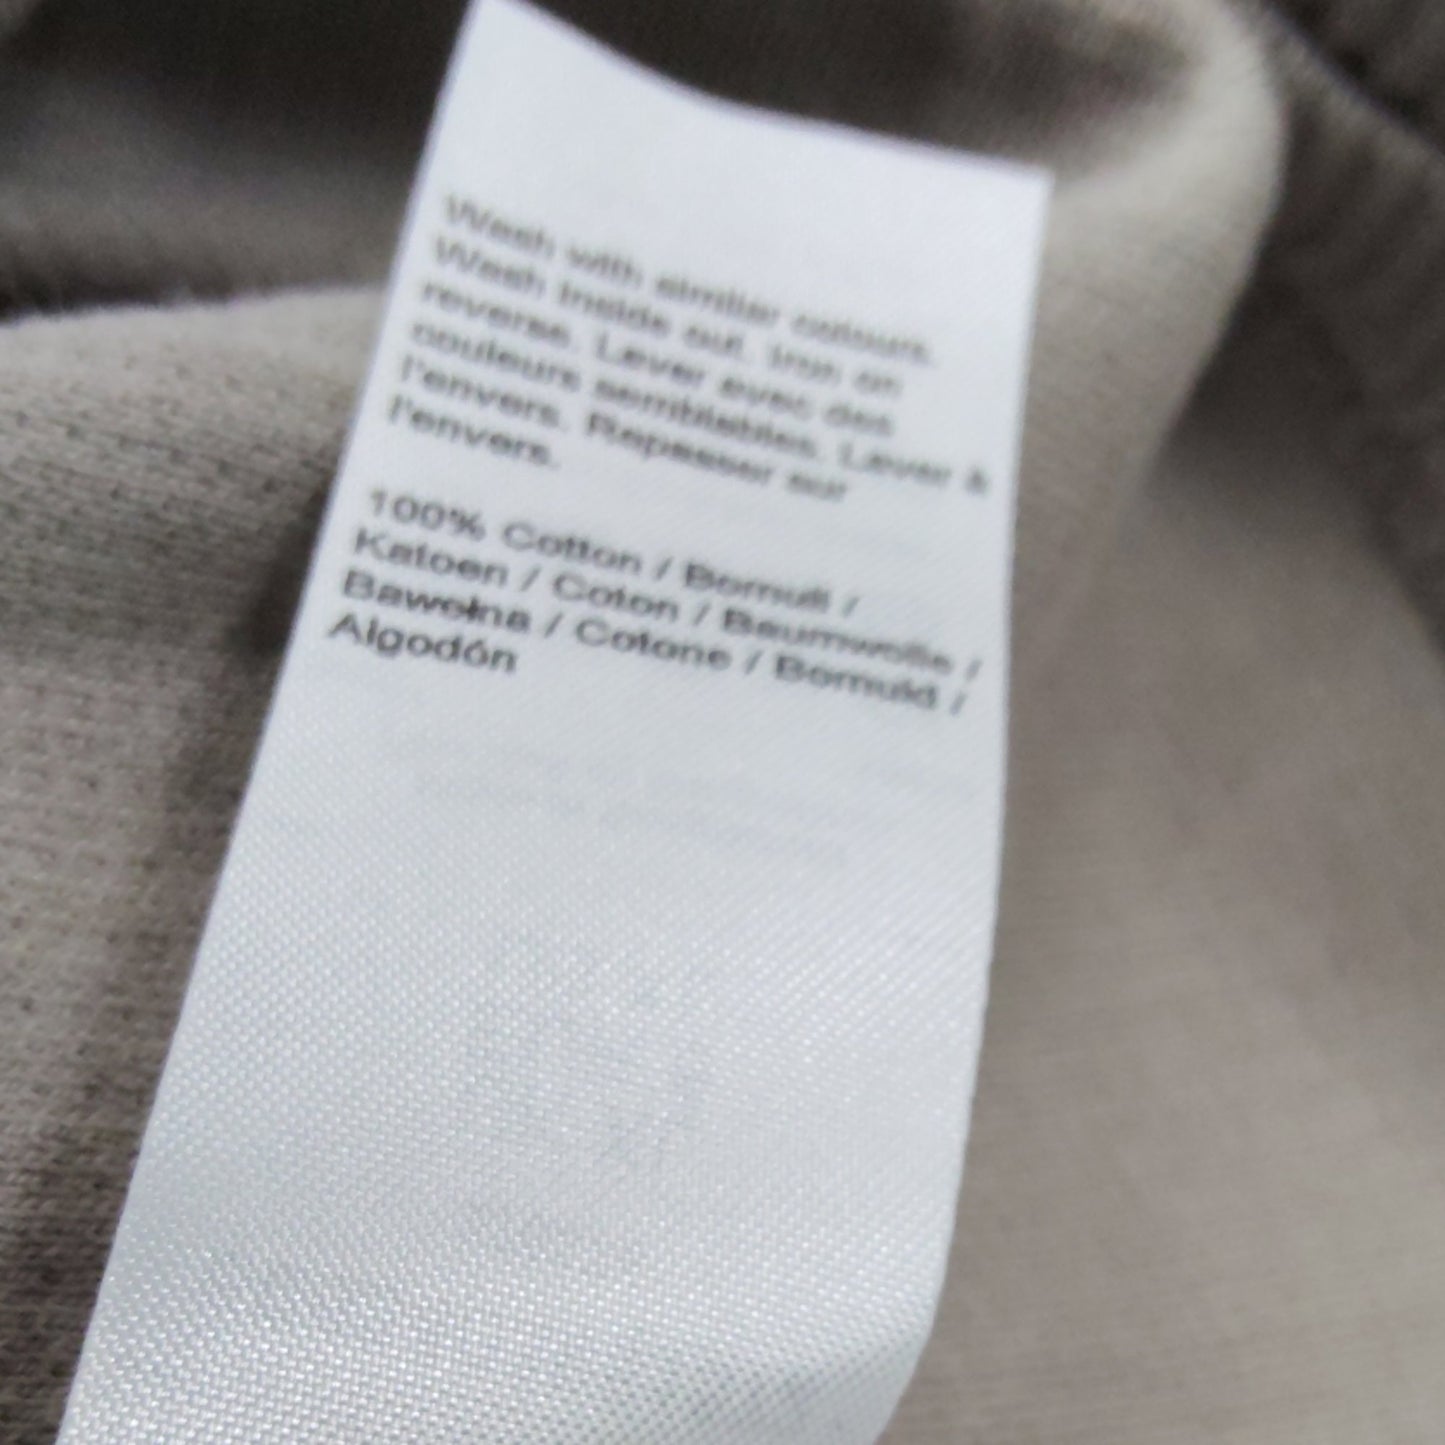 Wash with similar colours.
Wash inside out. Iron on
reverse. Laver avec des
couleurs semblables. Laver à
l'envers. Repasser sur
l'envers.
100% Cotton / Bomull /
Katoen / Coton / Baumwolle /
Bawełna / Cotone / Bomuld /
Algodón